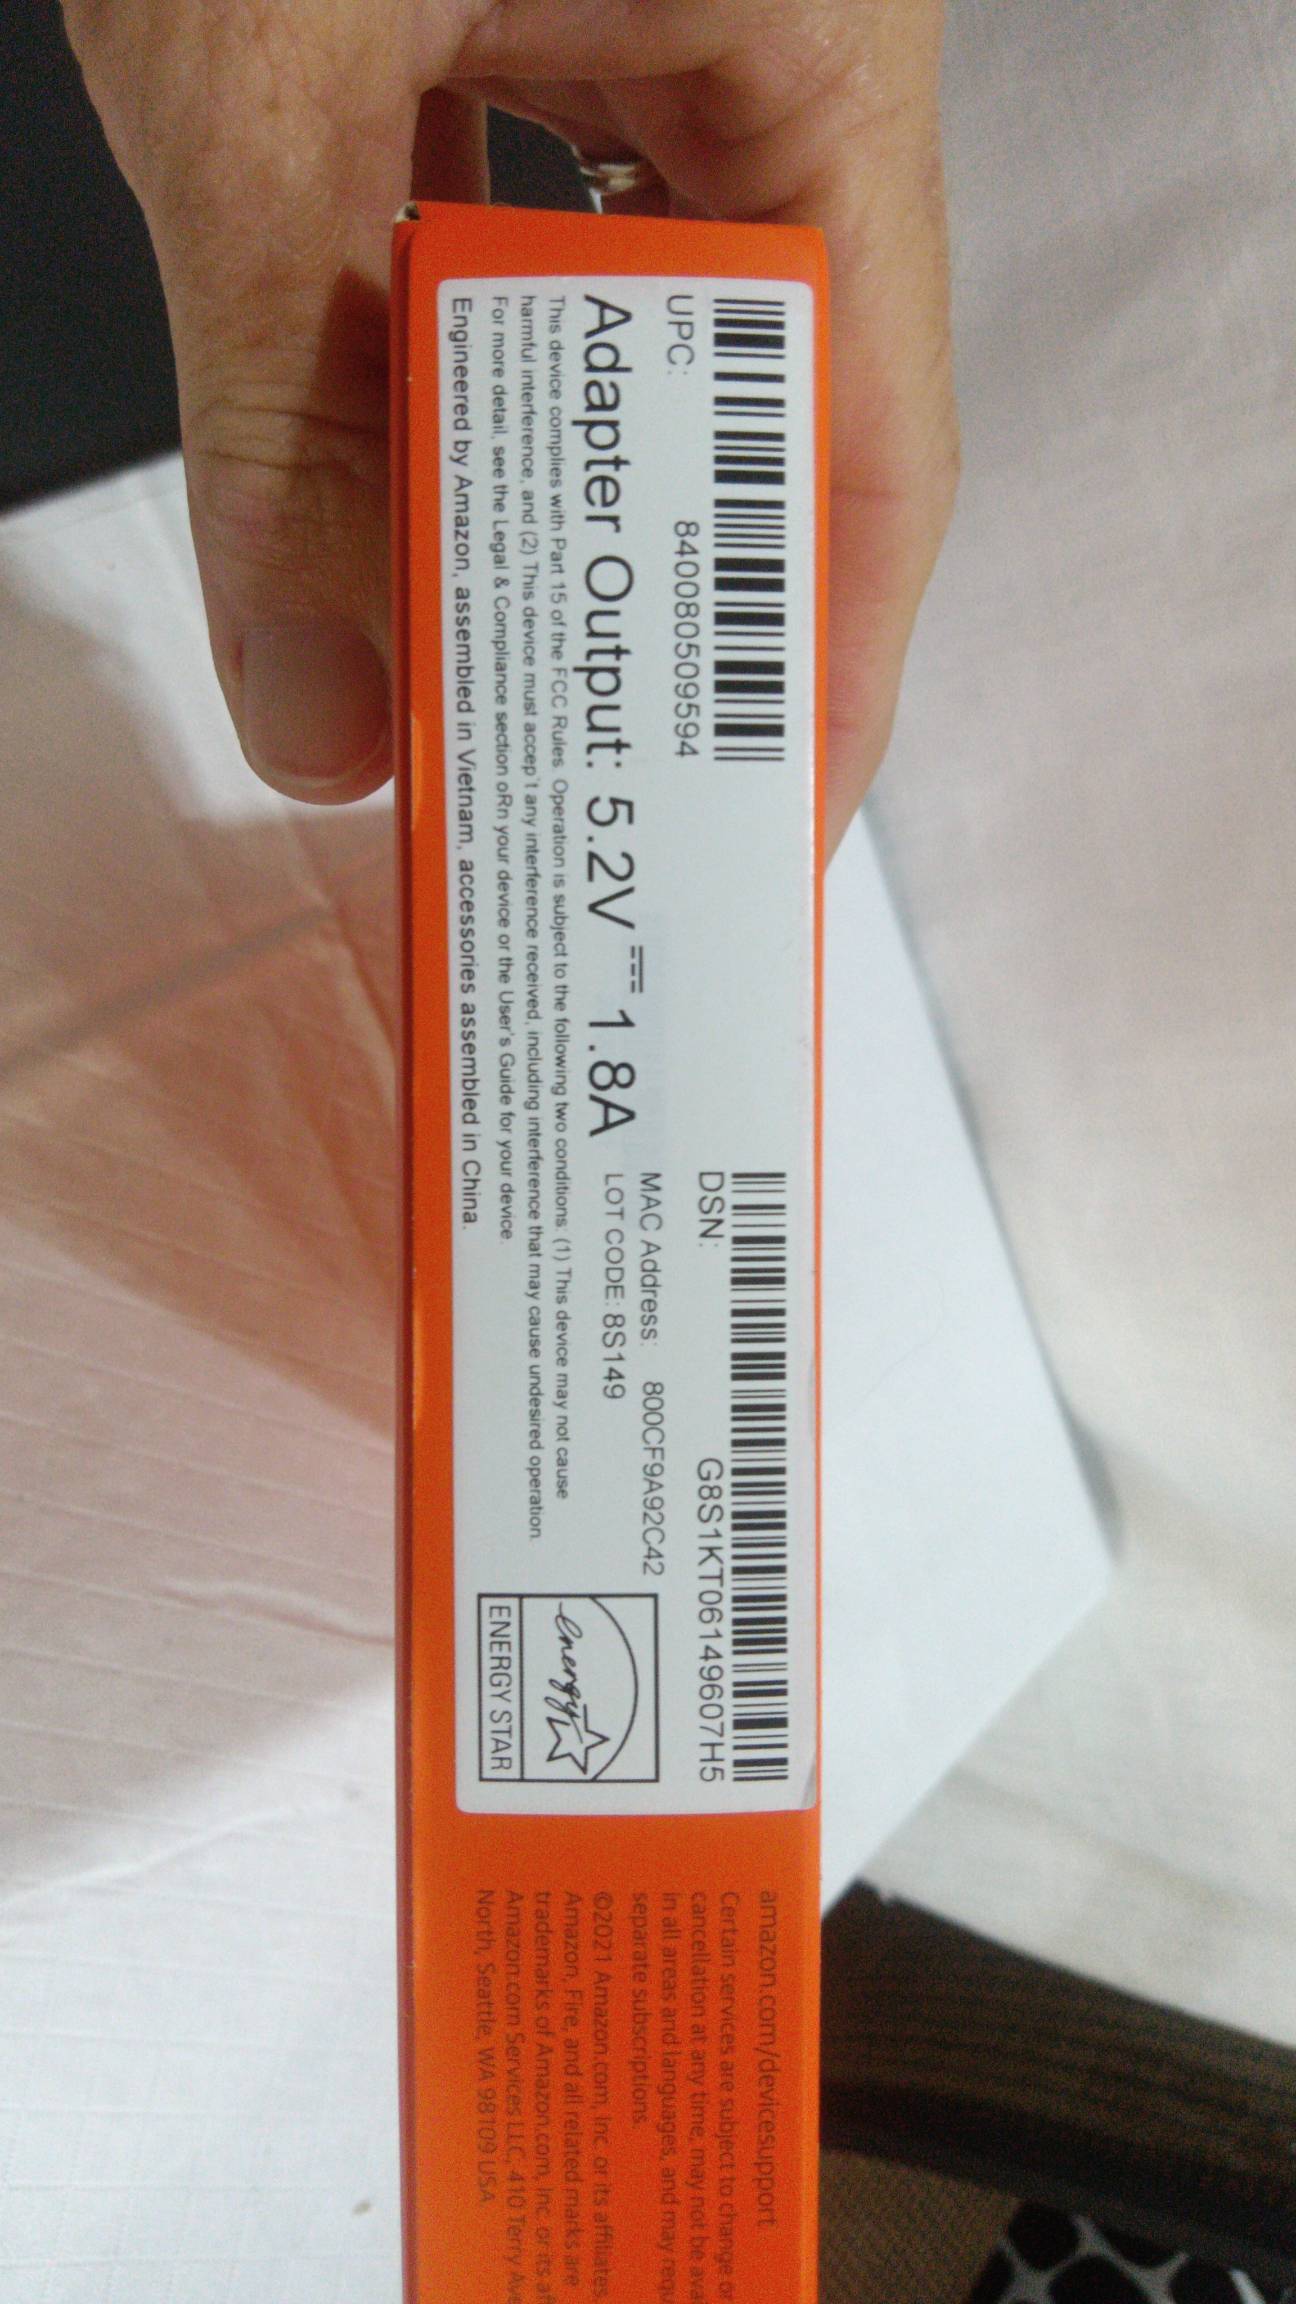 UPC: 840080509594
DSN: G8S1KT06149607H5
MAC Address: 800CF9A92C42
Adapter Output: 5.2V ⎓ 1.8A
LOT CODE: 8S149
This device complies with Part 15 of the FCC Rules. Operation is subject to the following two conditions: (1) This device may not cause
harmful interference, and (2) This device must accep't any interference received, including interference that may cause undesired operation.
For more detail, see the Legal & Compliance section oRn your device or the User's Guide for your device.
Engineered by Amazon, assembled in Vietnam, accessories assembled in China.
energy
ENERGY STAR
amazon.com/devicesupport
Certain services are subject to change or
cancellation at any time, may not be
in all areas and languages, and may
separate subscriptions.
©2021 Amazon.com, Inc. or its affiliates.
Amazon, Fire, and all related marks are
trademarks of Amazon.com, Inc. or its
Amazon.com Services LLC, 410 Terry Ave
North, Seattle, WA 98109 USA